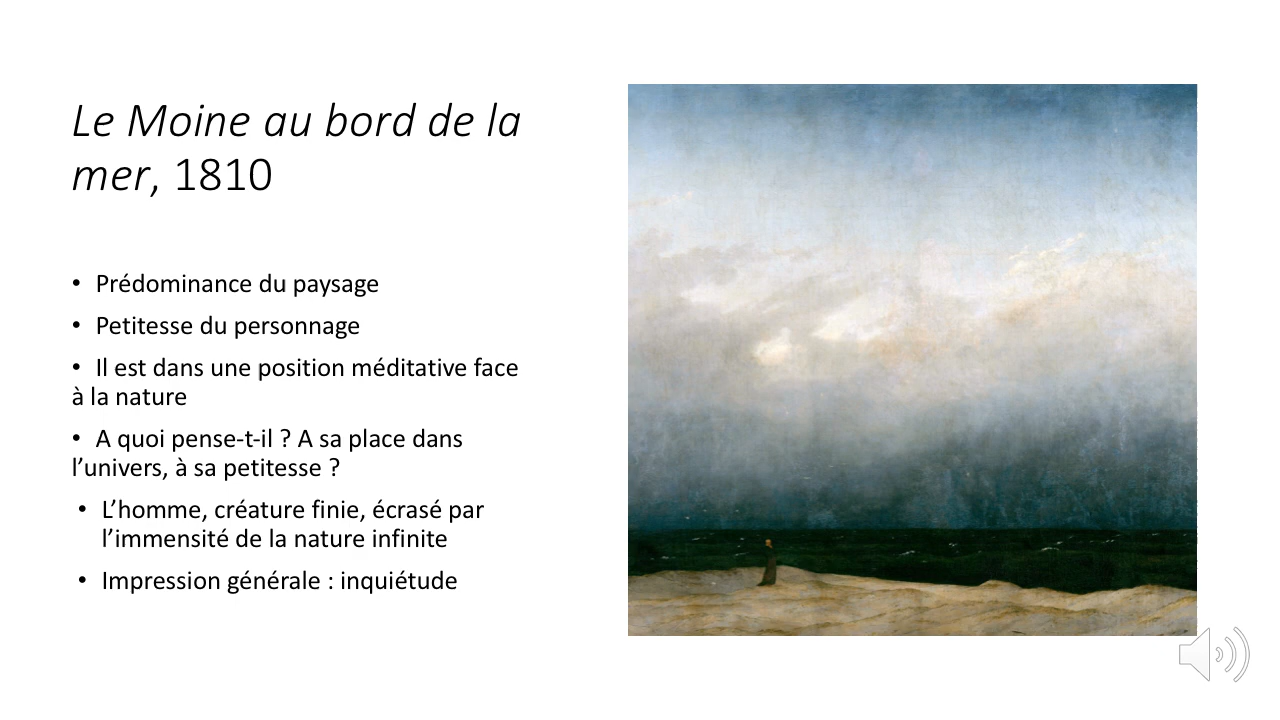 Le Moine au bord de la
mer, 1810
• Prédominance du paysage
• Petitesse du personnage
• Il est dans une position méditative face
à la nature
• A quoi pense-t-il ? A sa place dans
l’univers, à sa petitesse ?
• L’homme, créature finie, écrasé par
l’immensité de la nature infinie
• Impression générale : inquiétude